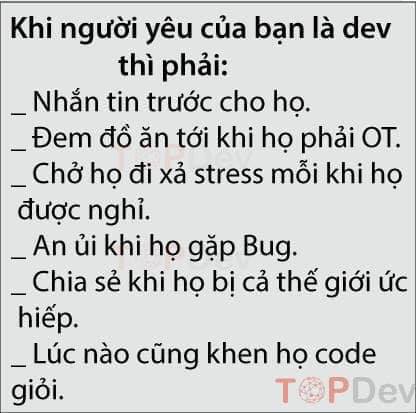 Khi người yêu của bạn là dev
thì phải:
_ Nhắn tin trước cho họ.
_ Đem đồ ăn tới khi họ phải OT.
_ Chở họ đi xả stress mỗi khi họ
được nghỉ.
_ An ủi khi họ gặp Bug.
_ Chia sẻ khi họ bị cả thế giới ức
hiếp.
_ Lúc nào cũng khen họ code
giỏi.
TOPDev
TOPDev
TOPDev